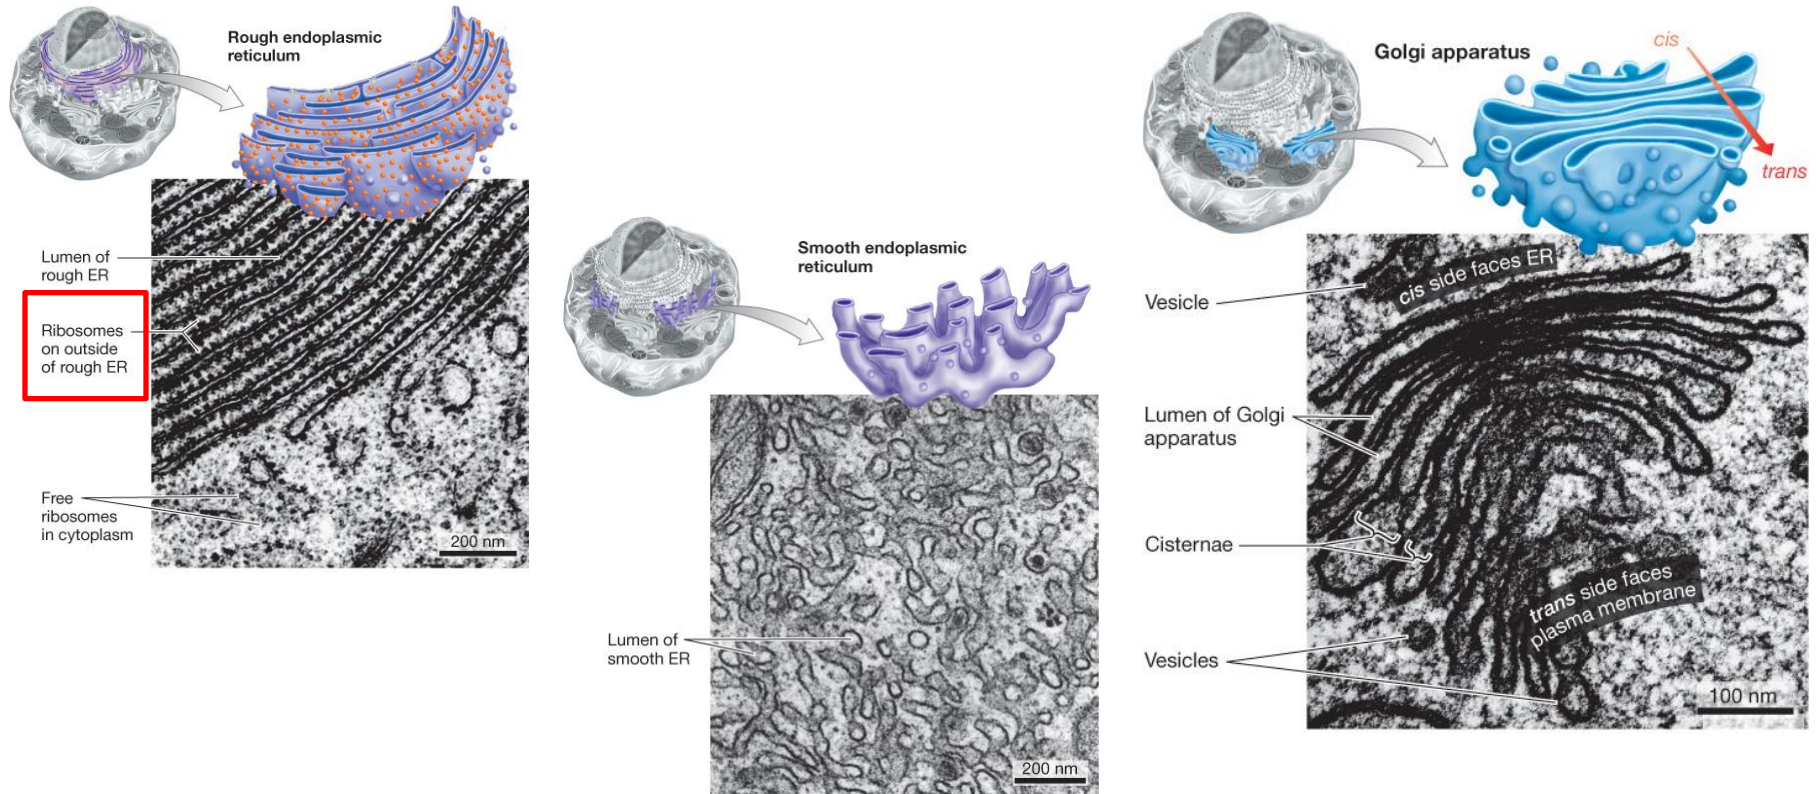 Rough endoplasmic
reticulum
Lumen of
rough ER
Ribosomes
on outside
of rough ER
Free
ribosomes
in cytoplasm
200 nm
Smooth endoplasmic
reticulum
Lumen of
smooth ER
200 nm
Golgi apparatus
cis
trans
cis side faces ER
Vesicle
Lumen of Golgi
apparatus
Cisternae
trans side faces
plasma membrane
Vesicles
100 nm